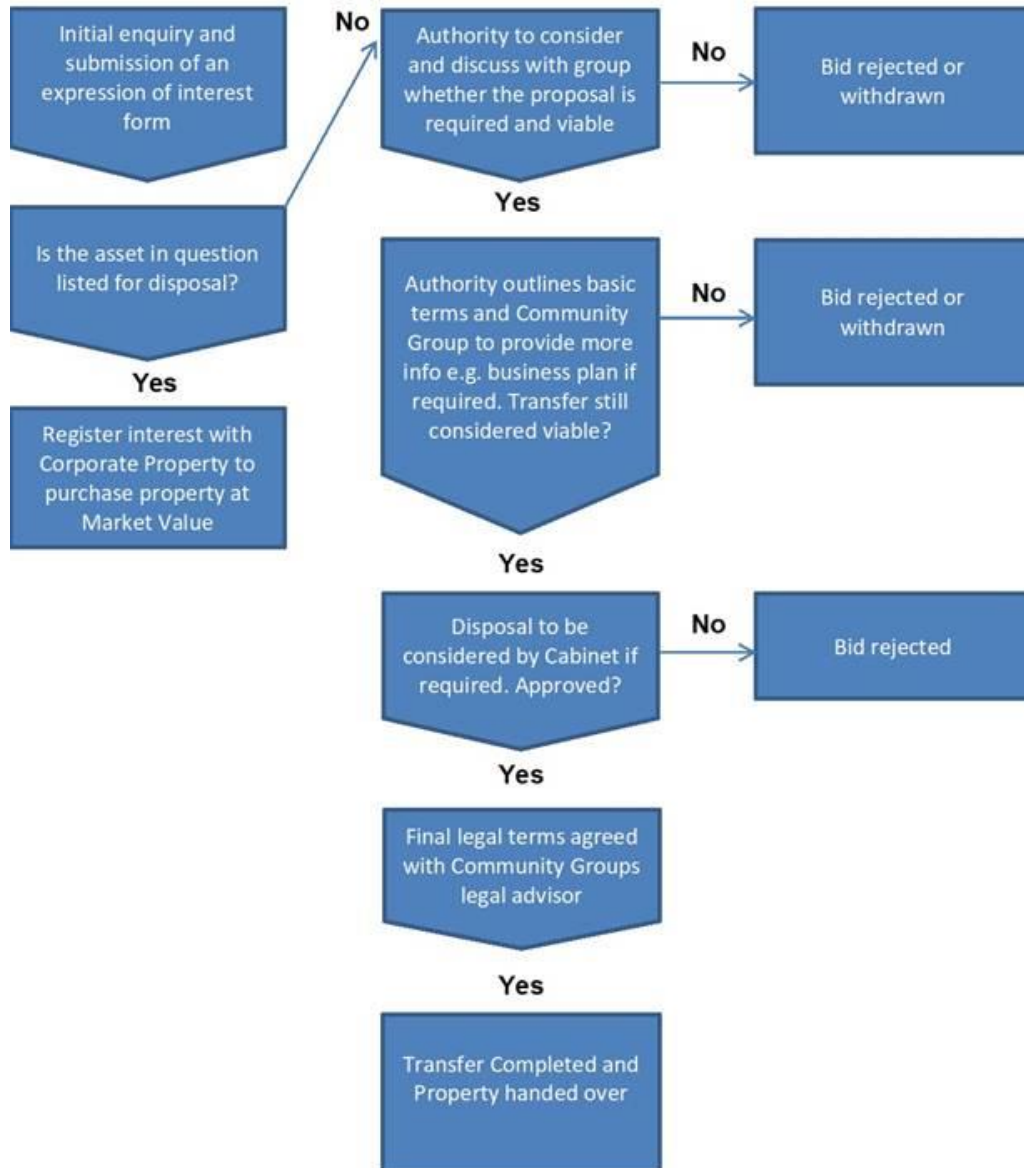 Initial enquiry and
submission of an
expression of interest
form
Is the asset in question
listed for disposal?
Yes
Register interest with
Corporate Property to
purchase property at
Market Value
No
Authority to consider
and discuss with group
whether the proposal is
required and viable
No
Bid rejected or
withdrawn
Yes
Authority outlines basic
terms and Community
Group to provide more
info e.g. business plan if
required. Transfer still
considered viable?
No
Bid rejected or
withdrawn
Yes
Disposal to be
considered by Cabinet if
required. Approved?
No
Bid rejected
Yes
Final legal terms agreed
with Community Groups
legal advisor
Yes
Transfer Completed and
Property handed over